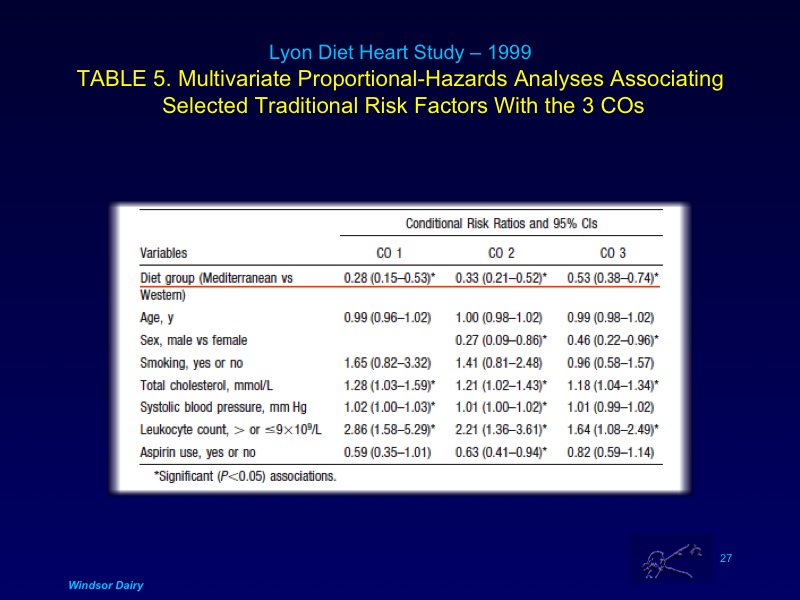 Lyon Diet Heart Study – 1999
TABLE 5. Multivariate Proportional-Hazards Analyses Associating
Selected Traditional Risk Factors With the 3 COs
Conditional Risk Ratios and 95% CIs
Variables CO 1 CO 2 CO 3
Diet group (Mediterranean vs 0.28 (0.15–0.53)* 0.33 (0.21–0.52)* 0.53 (0.38–0.74)*
Western)
Age, y 0.99 (0.96–1.02) 1.00 (0.98–1.02) 0.99 (0.98–1.02)
Sex, male vs female 0.27 (0.09–0.86)* 0.46 (0.22–0.96)*
Smoking, yes or no 1.65 (0.82–3.32) 1.41 (0.81–2.48) 0.96 (0.58–1.57)
Total cholesterol, mmol/L 1.28 (1.03–1.59)* 1.21 (1.02–1.43)* 1.18 (1.04–1.34)*
Systolic blood pressure, mm Hg 1.02 (1.00–1.03)* 1.01 (1.00–1.02)* 1.01 (0.99–1.02)
Leukocyte count, > or ≤9×10⁹/L 2.86 (1.58–5.29)* 2.21 (1.36–3.61)* 1.64 (1.08–2.49)*
Aspirin use, yes or no 0.59 (0.35–1.01) 0.63 (0.41–0.94)* 0.82 (0.59–1.14)
*Significant (P<0.05) associations.
27
Windsor Dairy